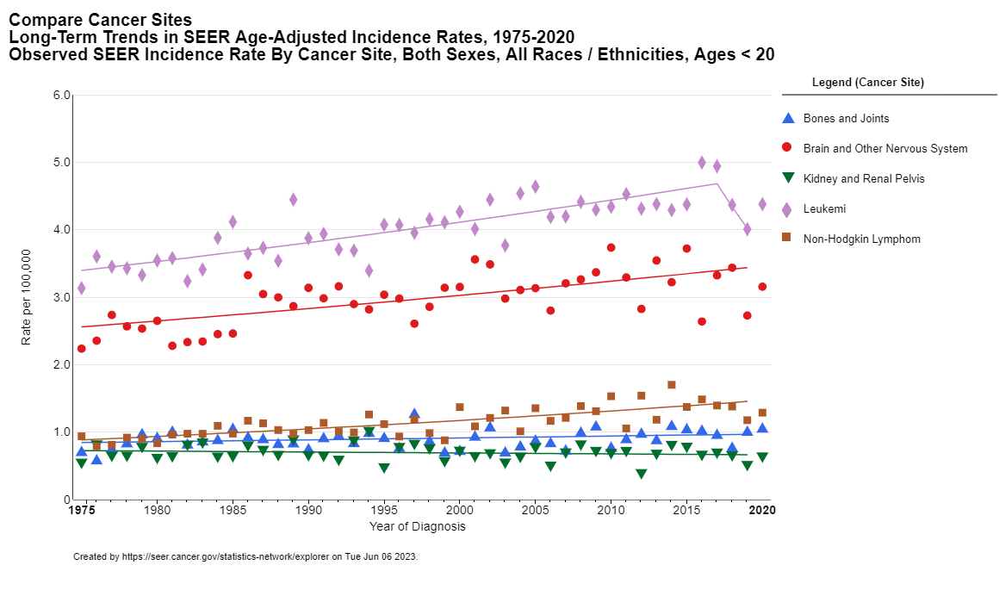 Compare Cancer Sites
Long-Term Trends in SEER Age-Adjusted Incidence Rates, 1975-2020
Observed SEER Incidence Rate By Cancer Site, Both Sexes, All Races / Ethnicities, Ages < 20
Legend (Cancer Site)
Bones and Joints
Brain and Other Nervous System
Kidney and Renal Pelvis
Leukemi
Non-Hodgkin Lymphom
Rate per 100,000
6.0
5.0
4.0
3.0
2.0
1.0
0
1975 1980 1985 1990 1995 2000 2005 2010 2015 2020
Year of Diagnosis
Created by https://seer.cancer.gov/statistics-network/explorer on Tue Jun 06 2023.